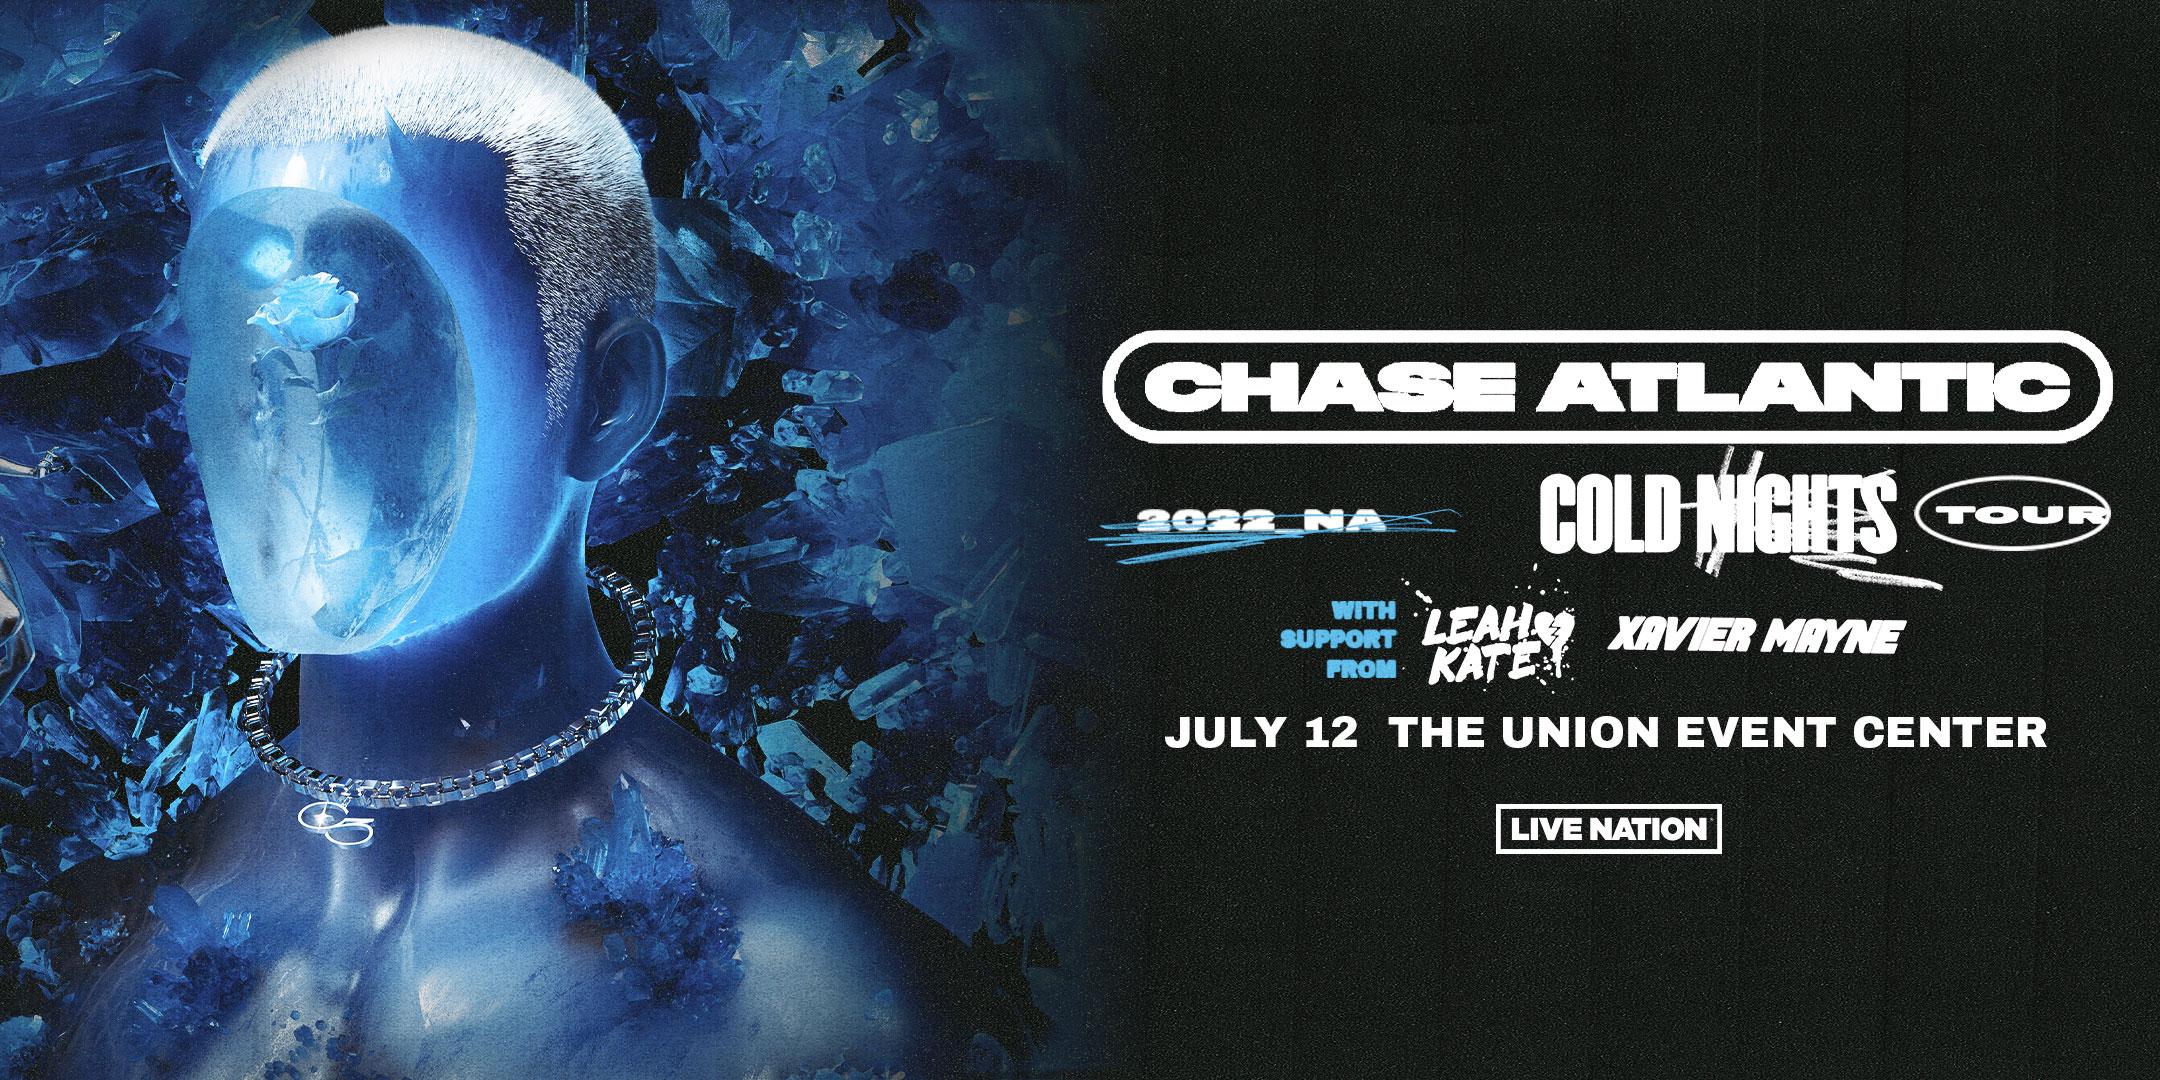 CHASE ATLANTIC
2022 NA
COLD NIGHTS
TOUR
WITH
SUPPORT
FROM
LEAH
KATE
XAVIER MAYNE
JULY 12 THE UNION EVENT CENTER
LIVE NATION